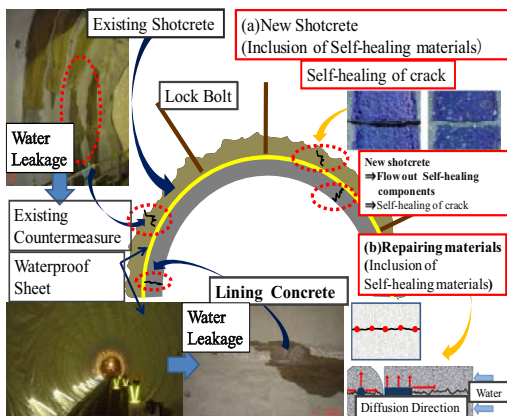 Existing Shotcrete
(a)New Shotcrete
(Inclusion of Self-healing materials)
Self-healing of crack
Lock Bolt
Water
Leakage
New shotcrete
⇒Flow out Self-healing
components
⇒Self-healing of crack
Existing
Countermeasure
(b)Repairing materials
(Inclusion of
Self-healing materials)
Waterproof
Sheet
Lining Concrete
Water
Leakage
Water
Diffusion Direction